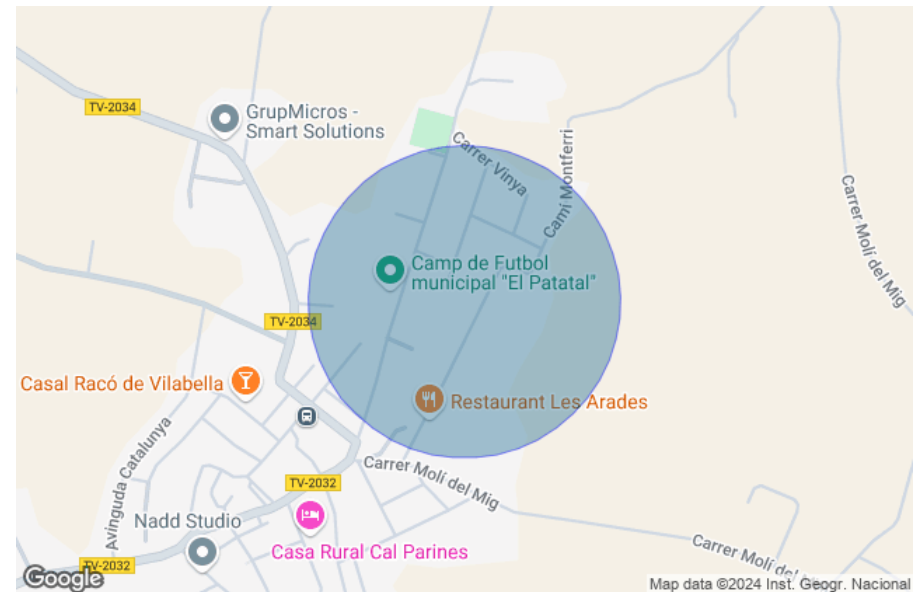 TV-2034
GrupMicros -
Smart Solutions
Carrer Vinya
Camí Montferri
Carrer Molí del Mig
Camp de Futbol
municipal "El Patatal"
TV-2034
Casal Racó de Vilabella
Restaurant Les Arades
Avinguda Catalunya
Carrer Molí del Mig
TV-2032
Nadd Studio
Casa Rural Cal Parines
Carrer Molí del Mig
TV-2032
Google
Map data ©2024 Inst. Geogr. Nacional